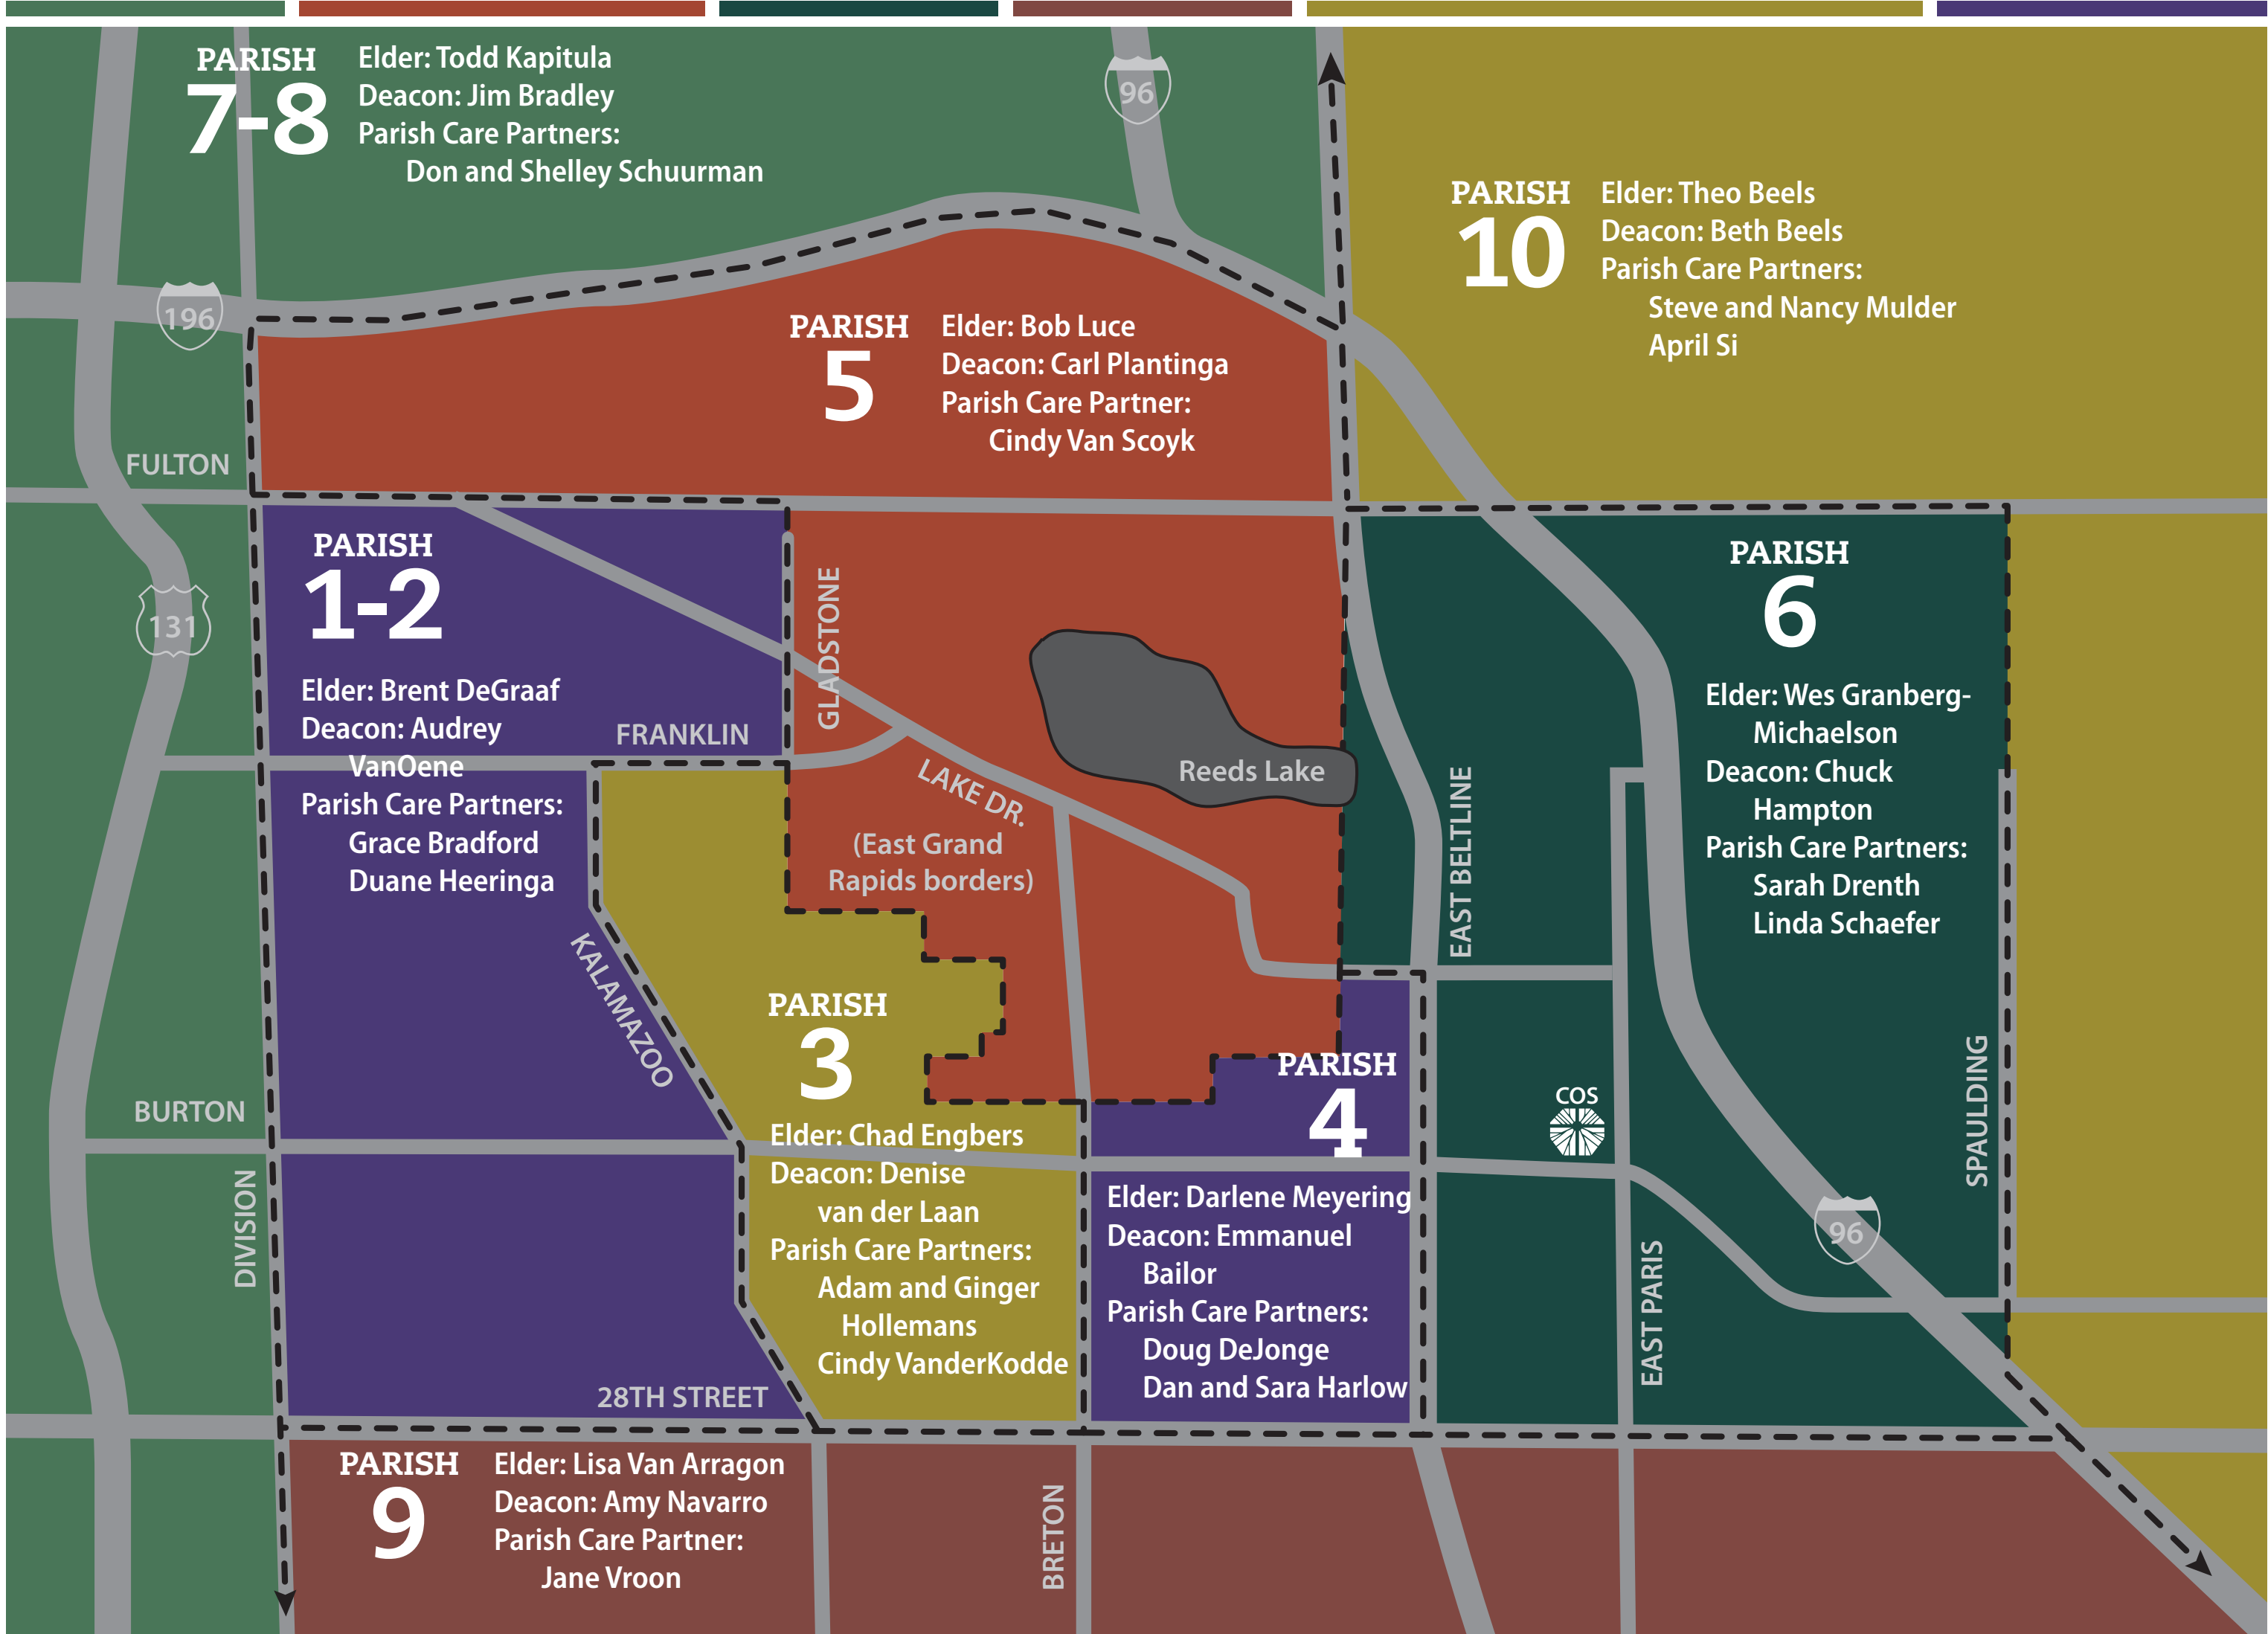 PARISH
7-8
Elder: Todd Kapitula
Deacon: Jim Bradley
Parish Care Partners:
Don and Shelley Schuurman
96
PARISH
10
Elder: Theo Beels
Deacon: Beth Beels
Parish Care Partners:
Steve and Nancy Mulder
April Si
196
PARISH
5
Elder: Bob Luce
Deacon: Carl Plantinga
Parish Care Partner:
Cindy Van Scoyk
FULTON
PARISH
1-2
Elder: Brent DeGraaf
Deacon: Audrey
VanOene
Parish Care Partners:
Grace Bradford
Duane Heeringa
131
GLADSTONE
FRANKLIN
LAKE DR.
Reeds Lake
(East Grand
Rapids borders)
EAST BELTLINE
PARISH
6
Elder: Wes Granberg-
Michaelson
Deacon: Chuck
Hampton
Parish Care Partners:
Sarah Drenth
Linda Schaefer
KALAMAZOO
PARISH
3
Elder: Chad Engbers
Deacon: Denise
van der Laan
Parish Care Partners:
Adam and Ginger
Hollemans
Cindy VanderKodde
PARISH
4
Elder: Darlene Meyering
Deacon: Emmanuel
Bailor
Parish Care Partners:
Doug DeJonge
Dan and Sara Harlow
COS
BURTON
DIVISION
SPAULDING
96
EAST PARIS
28TH STREET
PARISH
9
Elder: Lisa Van Arragon
Deacon: Amy Navarro
Parish Care Partner:
Jane Vroon
BRETON